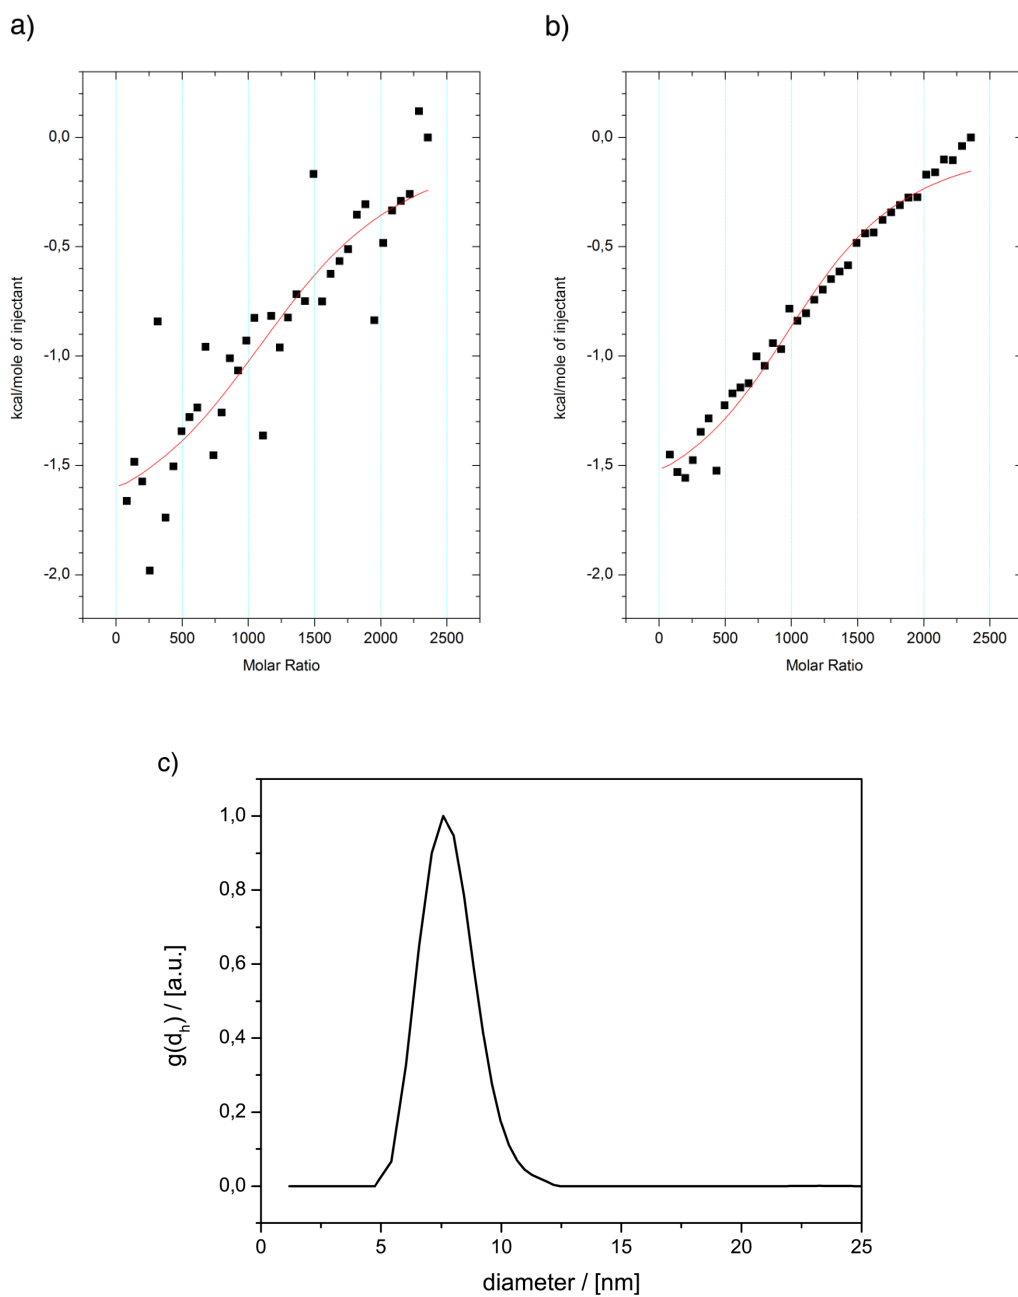 a)
b)
0,0
-0,5
-1,0
-1,5
-2,0
kcal/mole of injectant
0 500 1000 1500 2000 2500
Molar Ratio
0,0
-0,5
-1,0
-1,5
-2,0
kcal/mole of injectant
0 500 1000 1500 2000 2500
Molar Ratio
c)
1,0
0,8
0,6
0,4
0,2
0,0
g(dh) / [a.u.]
0 5 10 15 20 25
diameter / [nm]